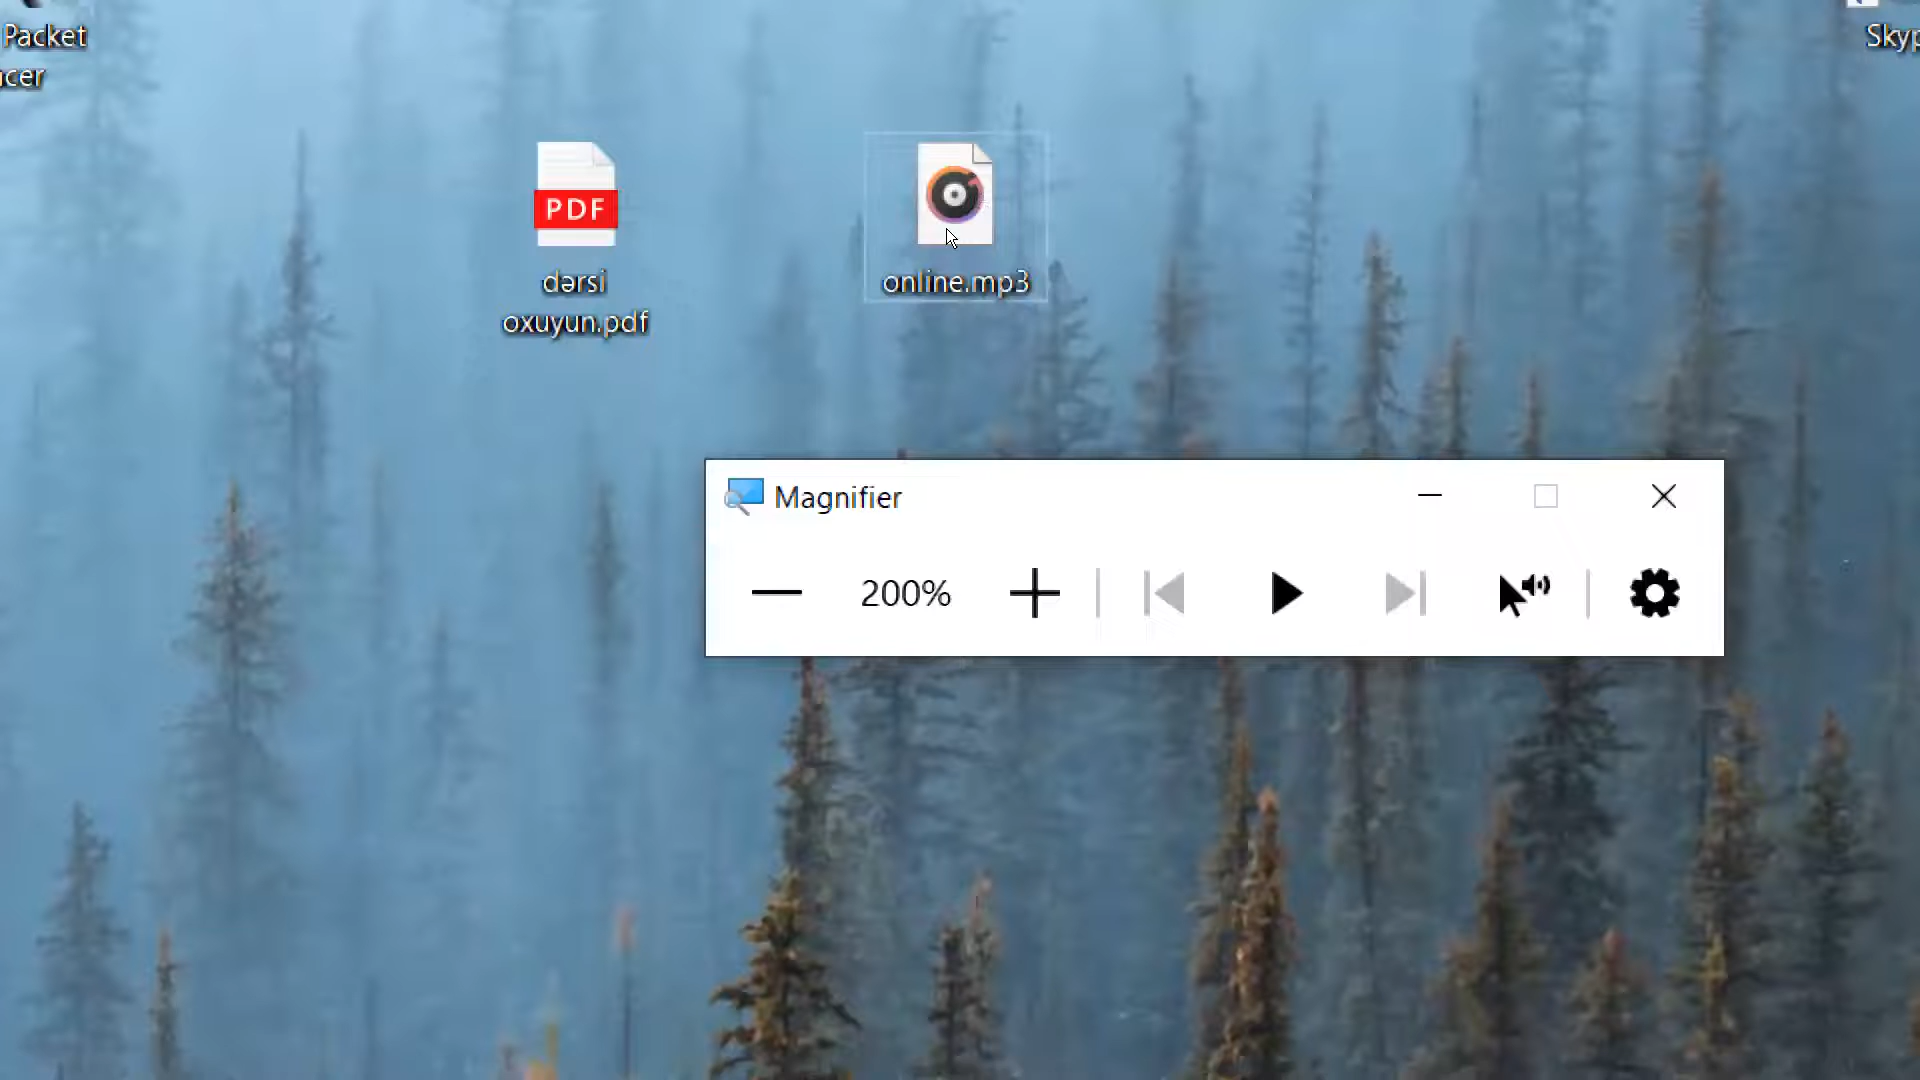 Packet
cer
Skyp
PDF
dərsi
oxuyun.pdf
online.mp3
Magnifier
200%